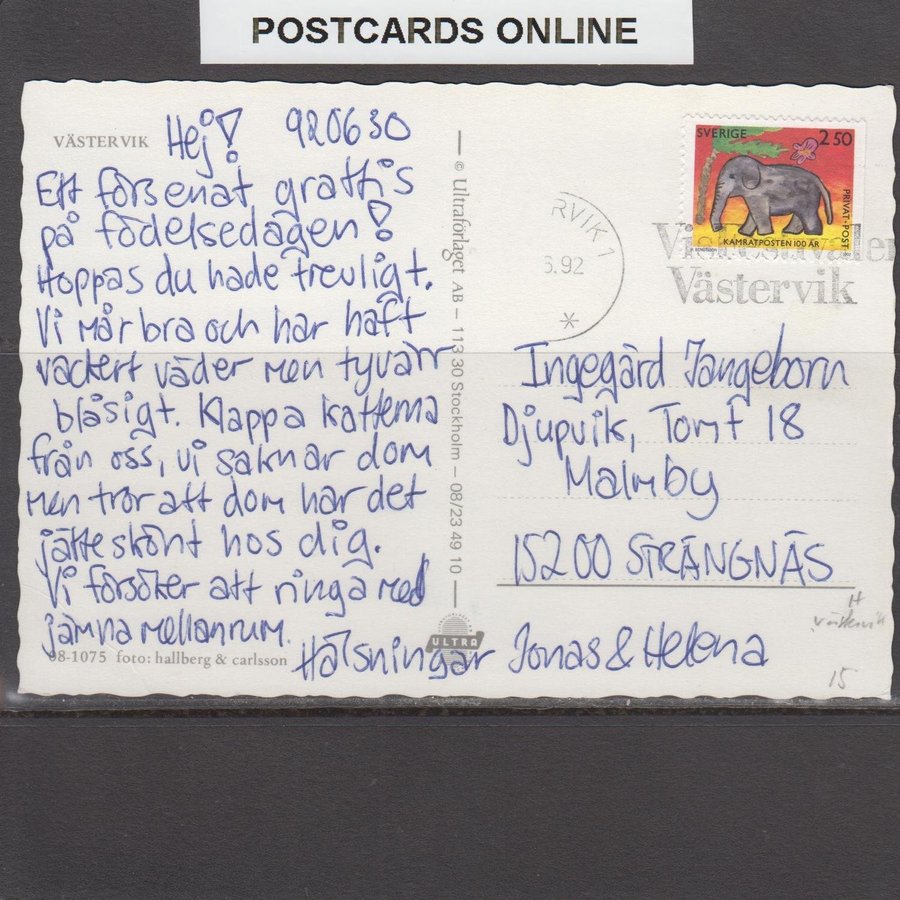 POSTCARDS ONLINE
VÄSTERVIK
Hej! 920630
Ett försenat grattis
på födelsedagen!
Hoppas du hade trevligt.
Vi mår bra och har haft
vackert väder men tyvärr
blåsigt. Klappa katterna
från oss, vi saknar dom
men tror att dom har det
jätteskönt hos dig.
Vi försöker att ringa med
jämna mellanrum.
Hälsningar Jonas & Helena
08-1075 foto: hallberg & carlsson
© Ultraförlaget AB – 113 30 Stockholm – 08/23 49 10
ULTRA
SVERIGE 2.50
PRIVAT-POST
KAMRATPOSTEN 100 ÅR
RVIK 1
6.92
*
Västervik
Ingegärd Jangeborn
Djupvik, Tomt 18
Malmby
15200 STRÄNGNÄS
H
Västervik
15